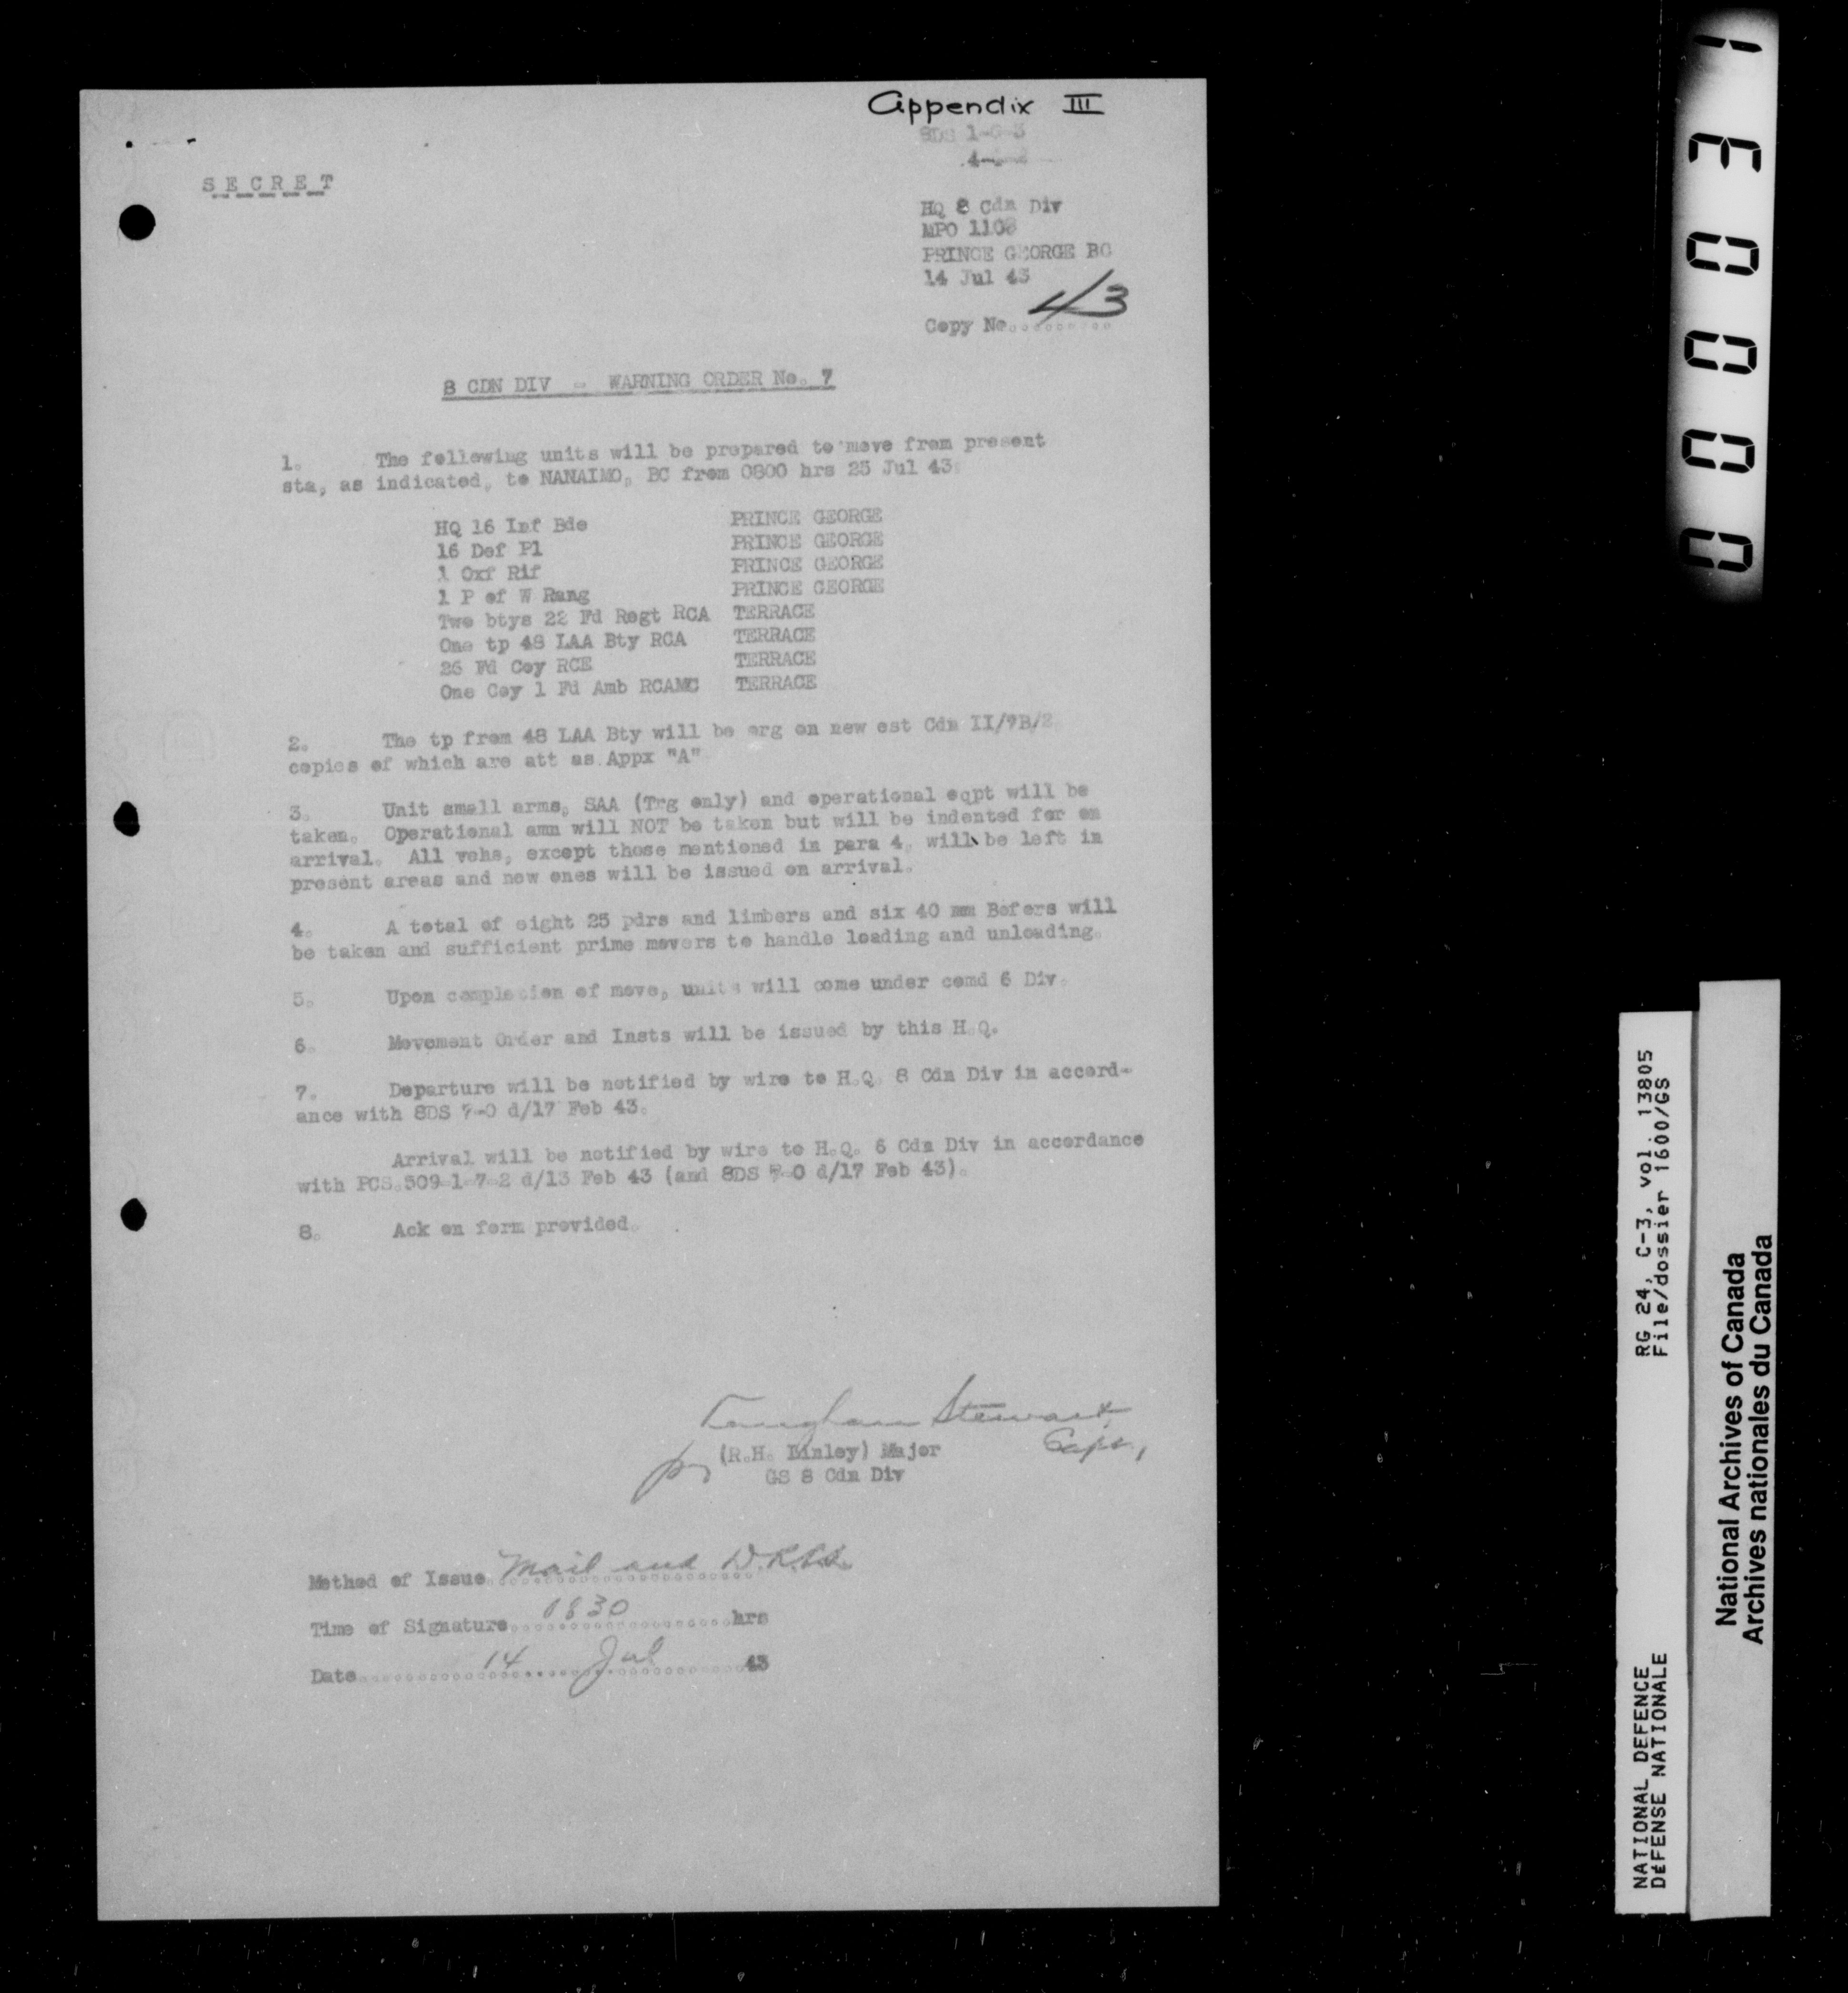 Appendix III
8DS 1-0-3
SECRET
HQ 8 Cdn Div
MPO 1108
PRINCE GEORGE BC
14 Jul 43
Copy No.......... 43
8 CDN DIV - WARNING ORDER No. 7
1. The following units will be prepared to move from present
sta, as indicated, to NANAIMO, BC from 0800 hrs 25 Jul 43.
HQ 16 Inf Bde PRINCE GEORGE
16 Def Pl PRINCE GEORGE
1 Oxf Rif PRINCE GEORGE
1 P of W Rang PRINCE GEORGE
Two btys 22 Fd Regt RCA TERRACE
One tp 48 LAA Bty RCA TERRACE
26 Fd Coy RCE TERRACE
One Coy 1 Fd Amb RCAMC TERRACE
2. The tp from 48 LAA Bty will be org on new est Cdn II/7B/2
copies of which are att as Appx "A"
3. Unit small arms, SAA (Trg only) and operational eqpt will be
taken. Operational amn will NOT be taken but will be indented for on
arrival. All vehs, except those mentioned in para 4, will be left in
present areas and new ones will be issued on arrival.
4. A total of eight 25 pdrs and limbers and six 40 mm Bofors will
be taken and sufficient prime movers to handle loading and unloading.
5. Upon completion of move, units will come under comd 6 Div.
6. Movement Order and Insts will be issued by this H.Q.
7. Departure will be notified by wire to H.Q. 8 Cdn Div in accord-
ance with 8DS 7-0 d/17 Feb 43.
Arrival will be notified by wire to H.Q. 6 Cdn Div in accordance
with PCS.509-1-7-2 d/13 Feb 43 (and 8DS 7-0 d/17 Feb 43).
8. Ack on form provided.
Stewart
Capt,
(R.H. Linley) Major
GS 8 Cdn Div
Method of Issue Mail and D.R.L.S.
Time of Signature 1830 hrs
Date 14 Jul 43
10003000
RG 24, C-3, vol. 13805
File/dossier 1600/GS
NATIONAL DEFENCE
DÉFENSE NATIONALE
National Archives of Canada
Archives nationales du Canada